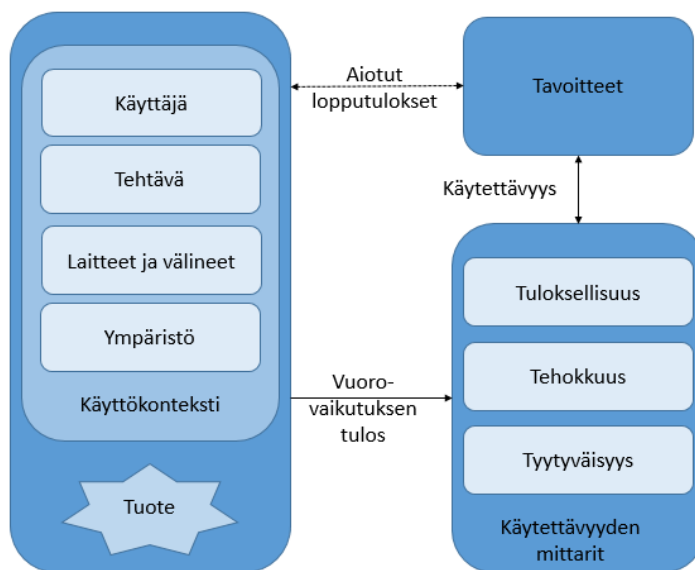 Käyttäjä
Tehtävä
Laitteet ja välineet
Ympäristö
Käyttökonteksti
Tuote
Aiotut
lopputulokset
Vuoro-
vaikutuksen
tulos
Tavoitteet
Käytettävyys
Tuloksellisuus
Tehokkuus
Tyytyväisyys
Käytettävyyden
mittarit